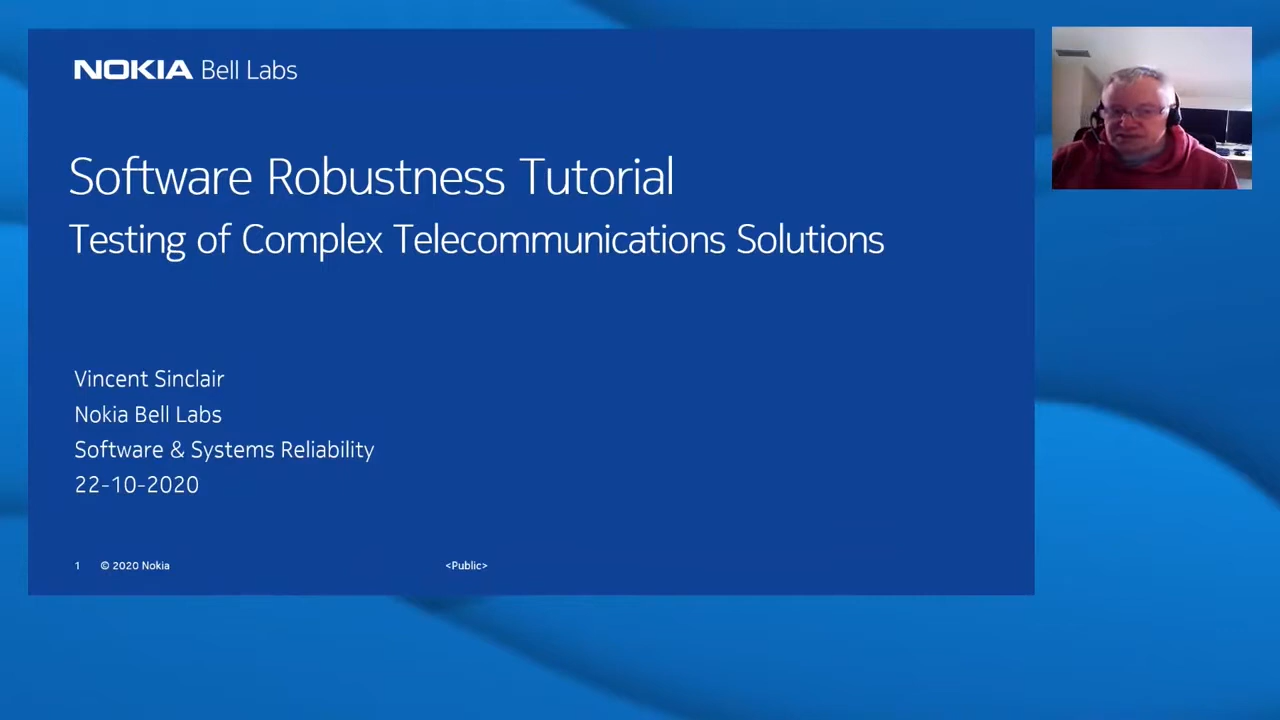 NOKIA Bell Labs
Software Robustness Tutorial
Testing of Complex Telecommunications Solutions
Vincent Sinclair
Nokia Bell Labs
Software & Systems Reliability
22-10-2020
1 © 2020 Nokia <Public>